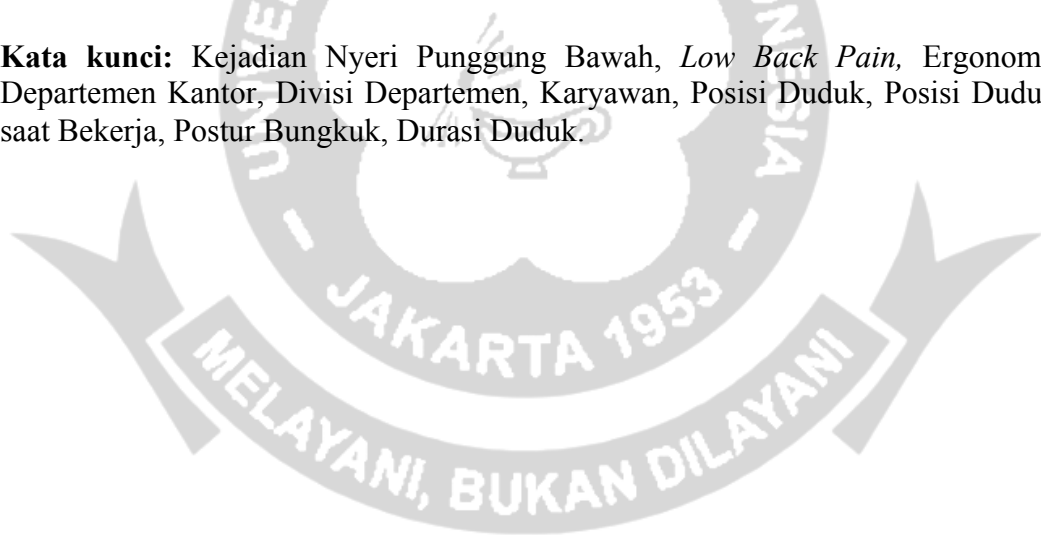 Kata kunci: Kejadian Nyeri Punggung Bawah, Low Back Pain, Ergonom
Departemen Kantor, Divisi Departemen, Karyawan, Posisi Duduk, Posisi Dudu
saat Bekerja, Postur Bungkuk, Durasi Duduk.
JAKARTA 1953
MELAYANI, BUKAN DILAYANI